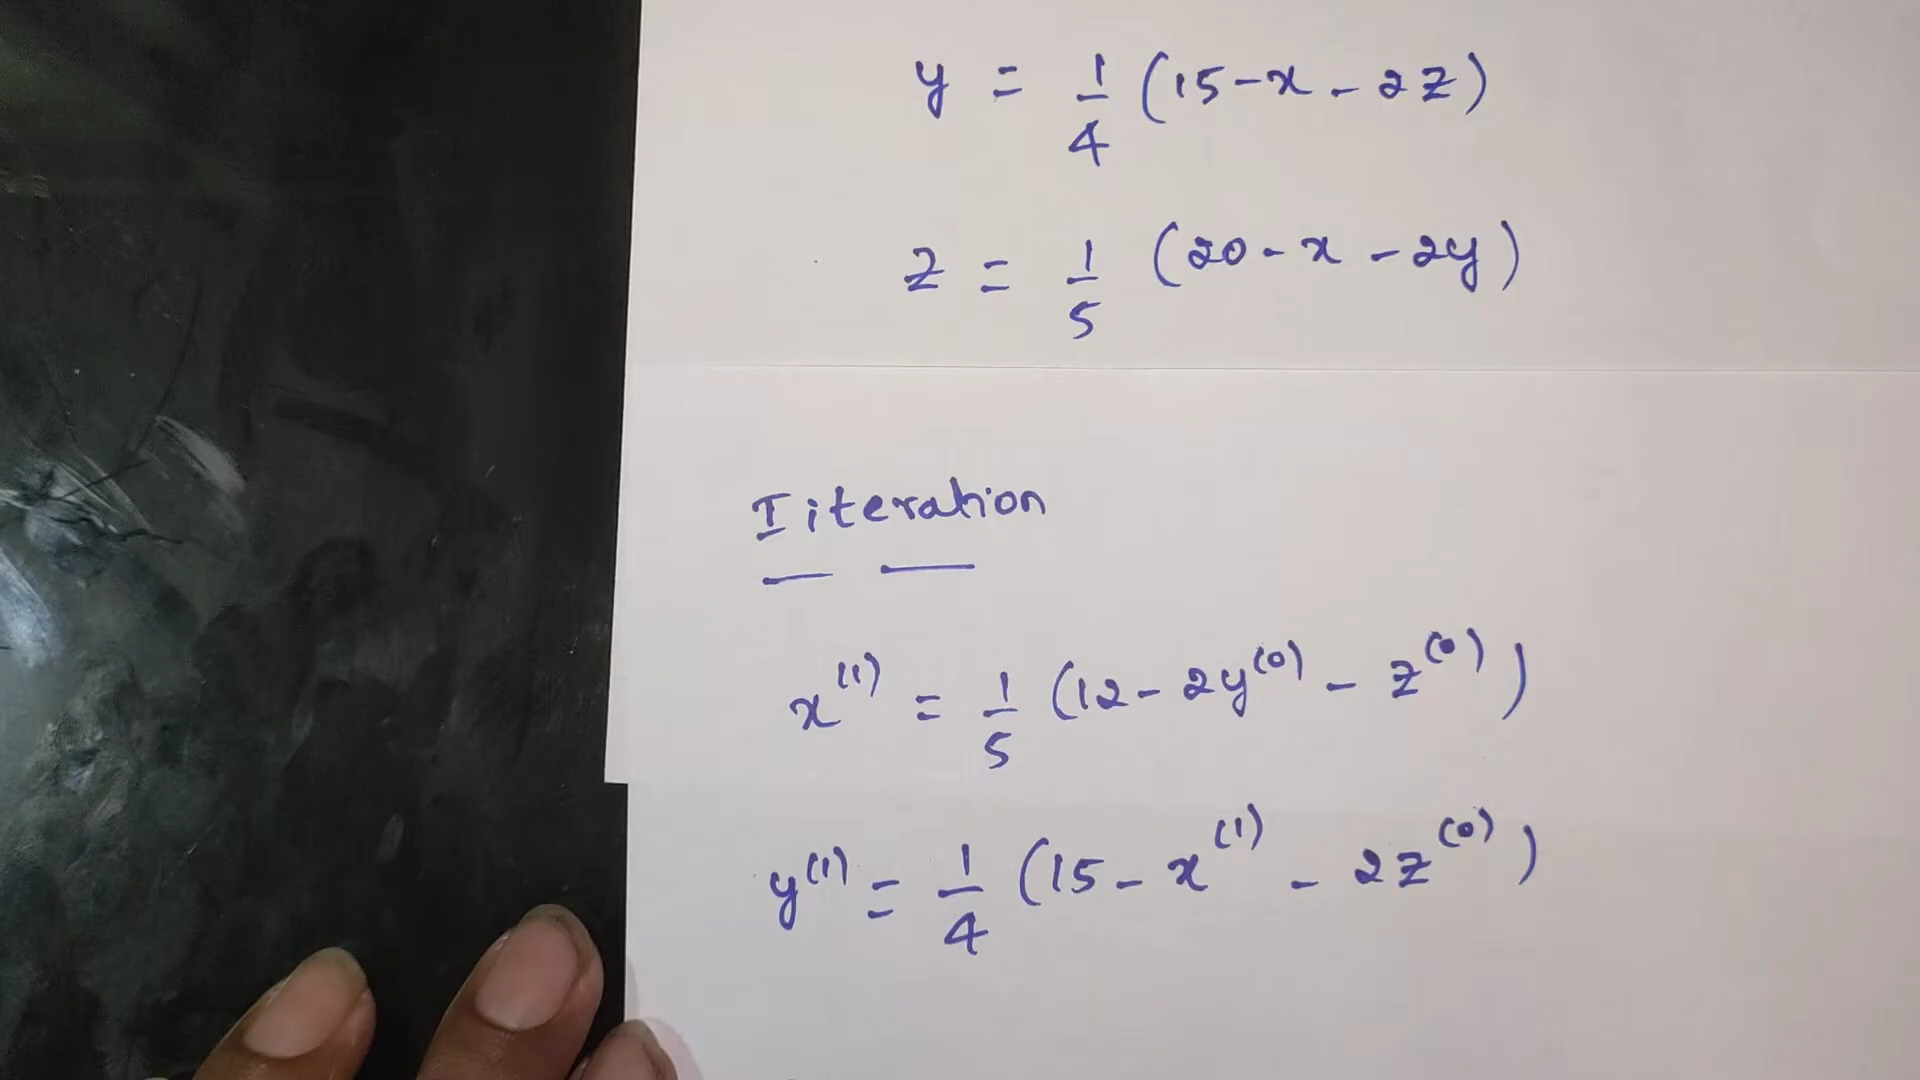 y = 1/4 (15 - x - 2z)
z = 1/5 (20 - x - 2y)
I iteration
x^(1) = 1/5 (12 - 2y^(0) - z^(0))
y^(1) = 1/4 (15 - x^(1) - 2z^(0))